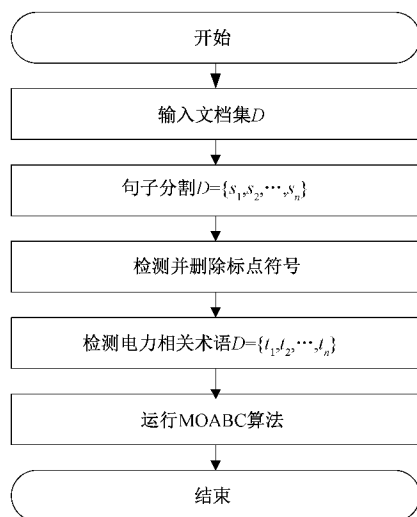 开始
输入文档集D
句子分割D={s₁,s₂,⋯,sₙ}
检测并删除标点符号
检测电力相关术语D={t₁,t₂,⋯,tₙ}
运行MOABC算法
结束